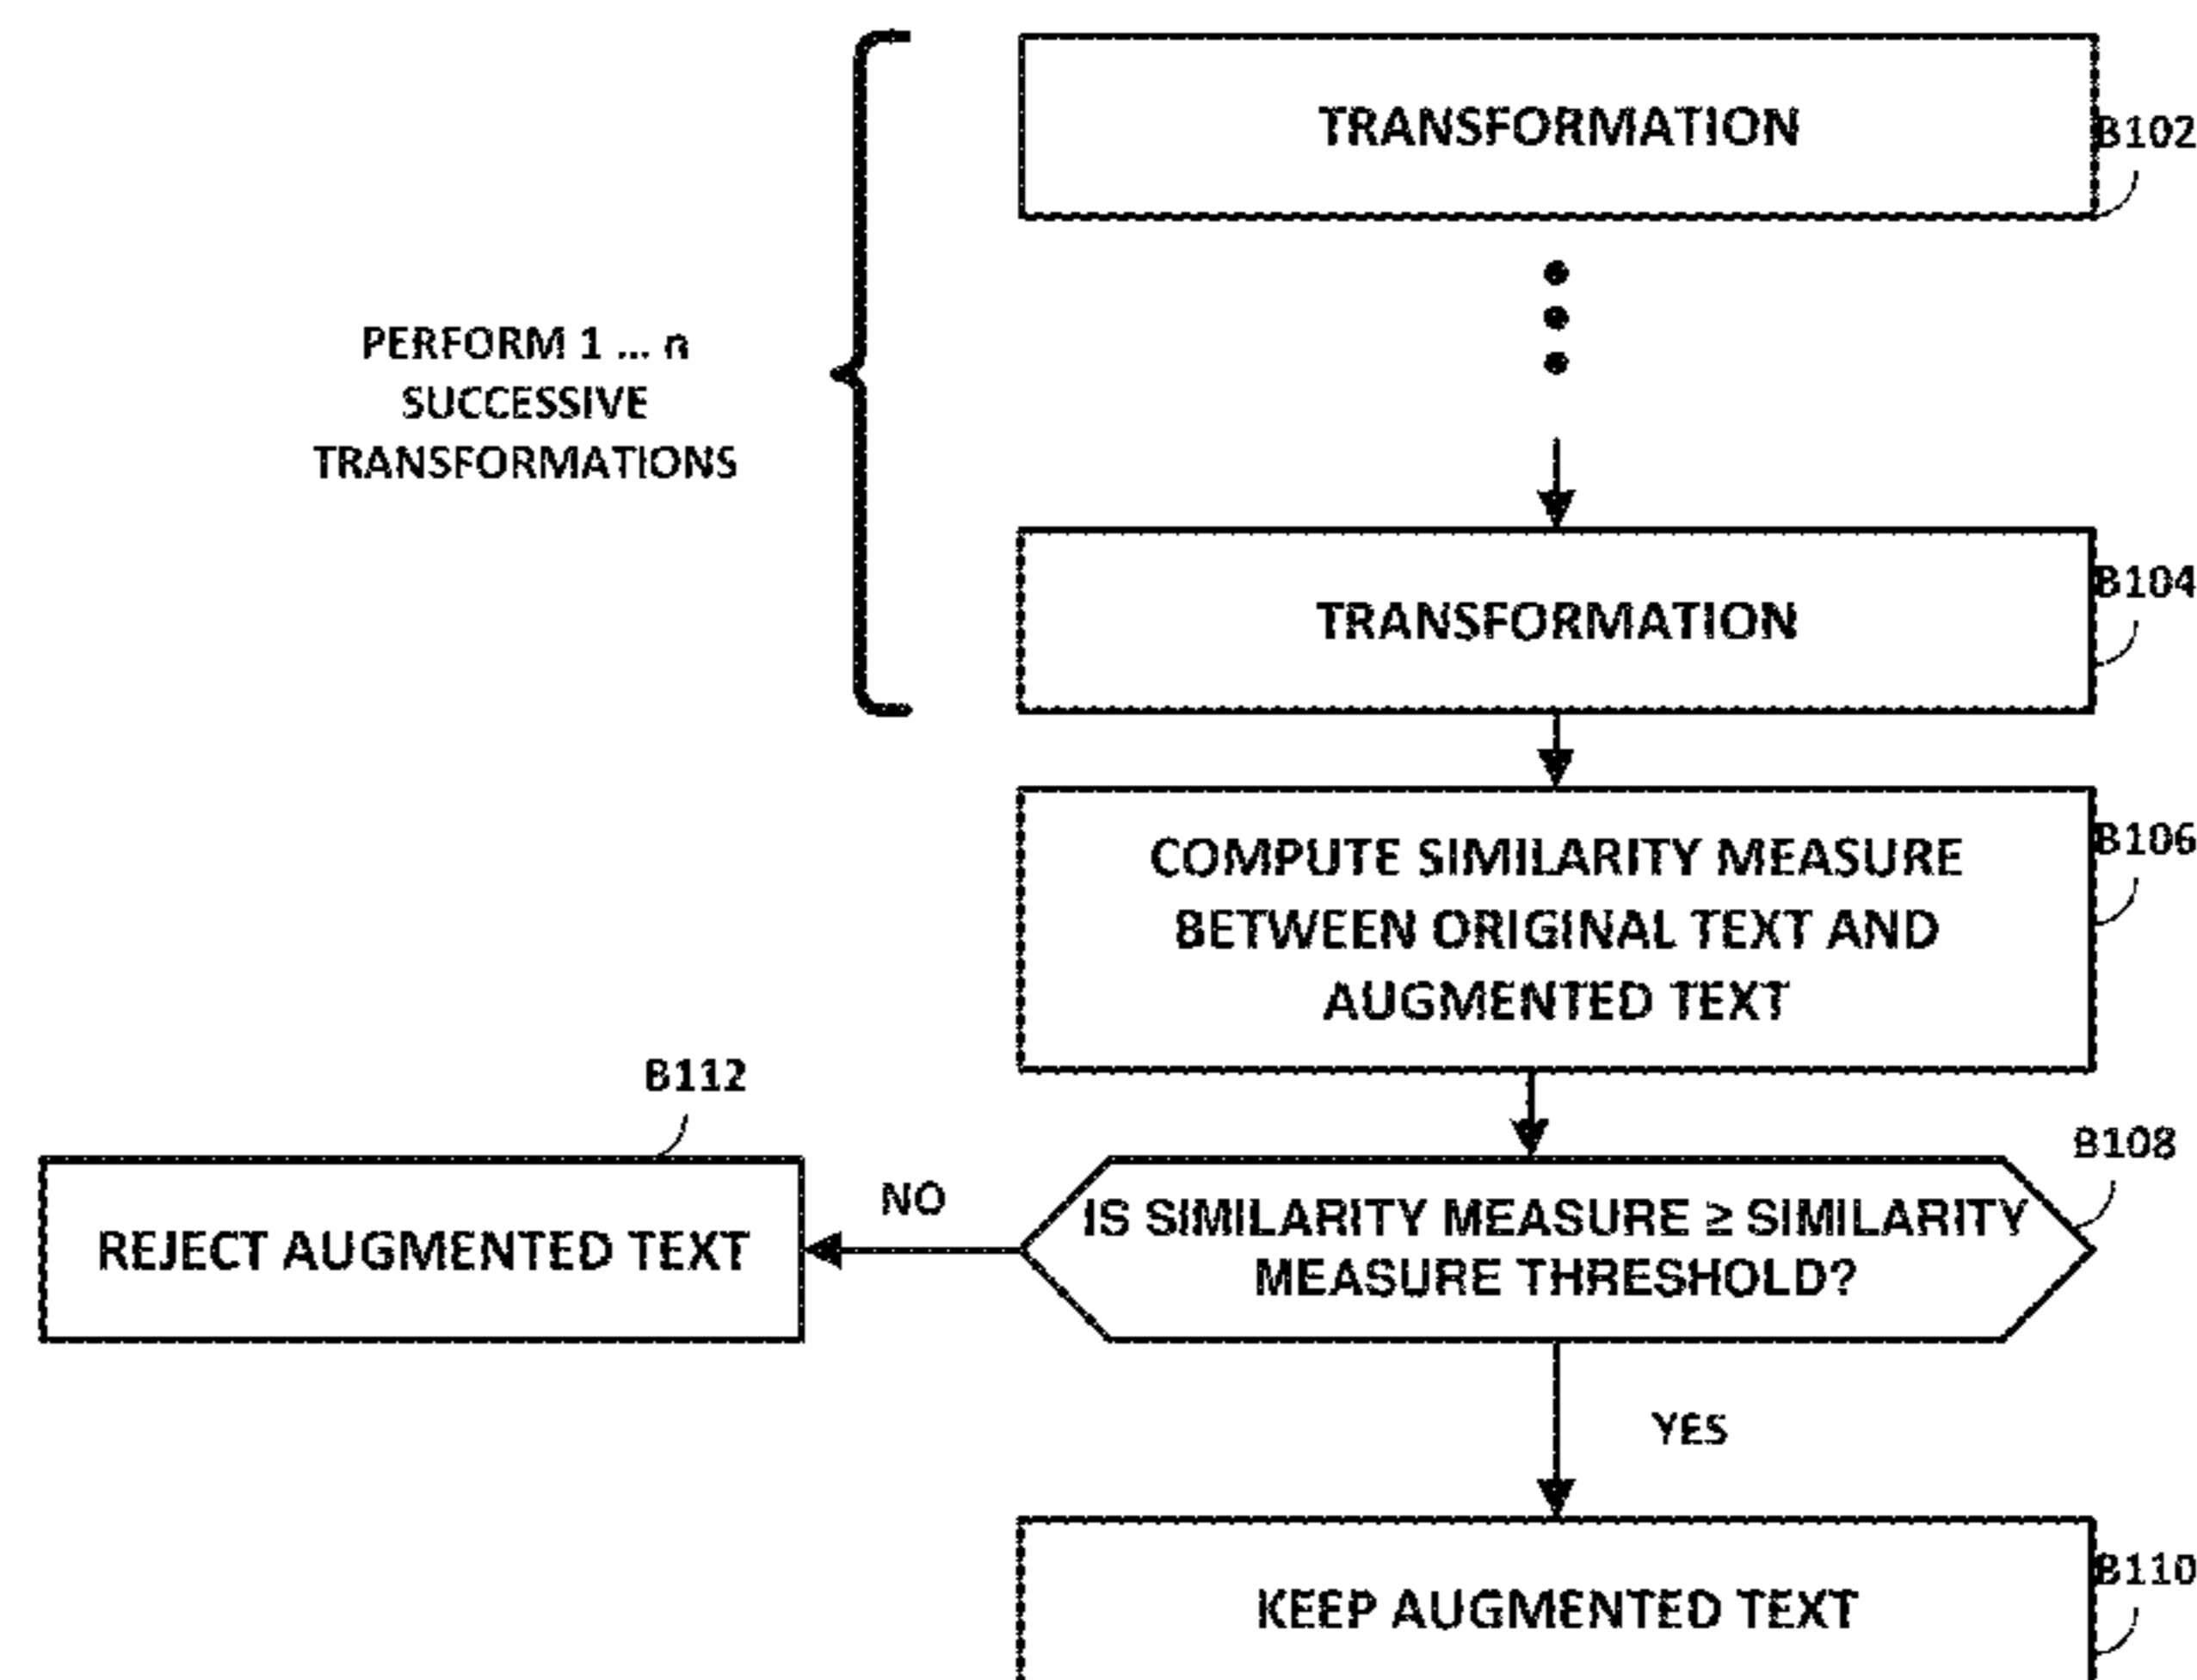 TRANSFORMATION
B102
PERFORM 1 ... n
SUCCESSIVE
TRANSFORMATIONS
B104
TRANSFORMATION
B106
COMPUTE SIMILARITY MEASURE
BETWEEN ORIGINAL TEXT AND
AUGMENTED TEXT
B112
REJECT AUGMENTED TEXT
NO
B108
IS SIMILARITY MEASURE ≥ SIMILARITY
MEASURE THRESHOLD?
YES
B110
KEEP AUGMENTED TEXT